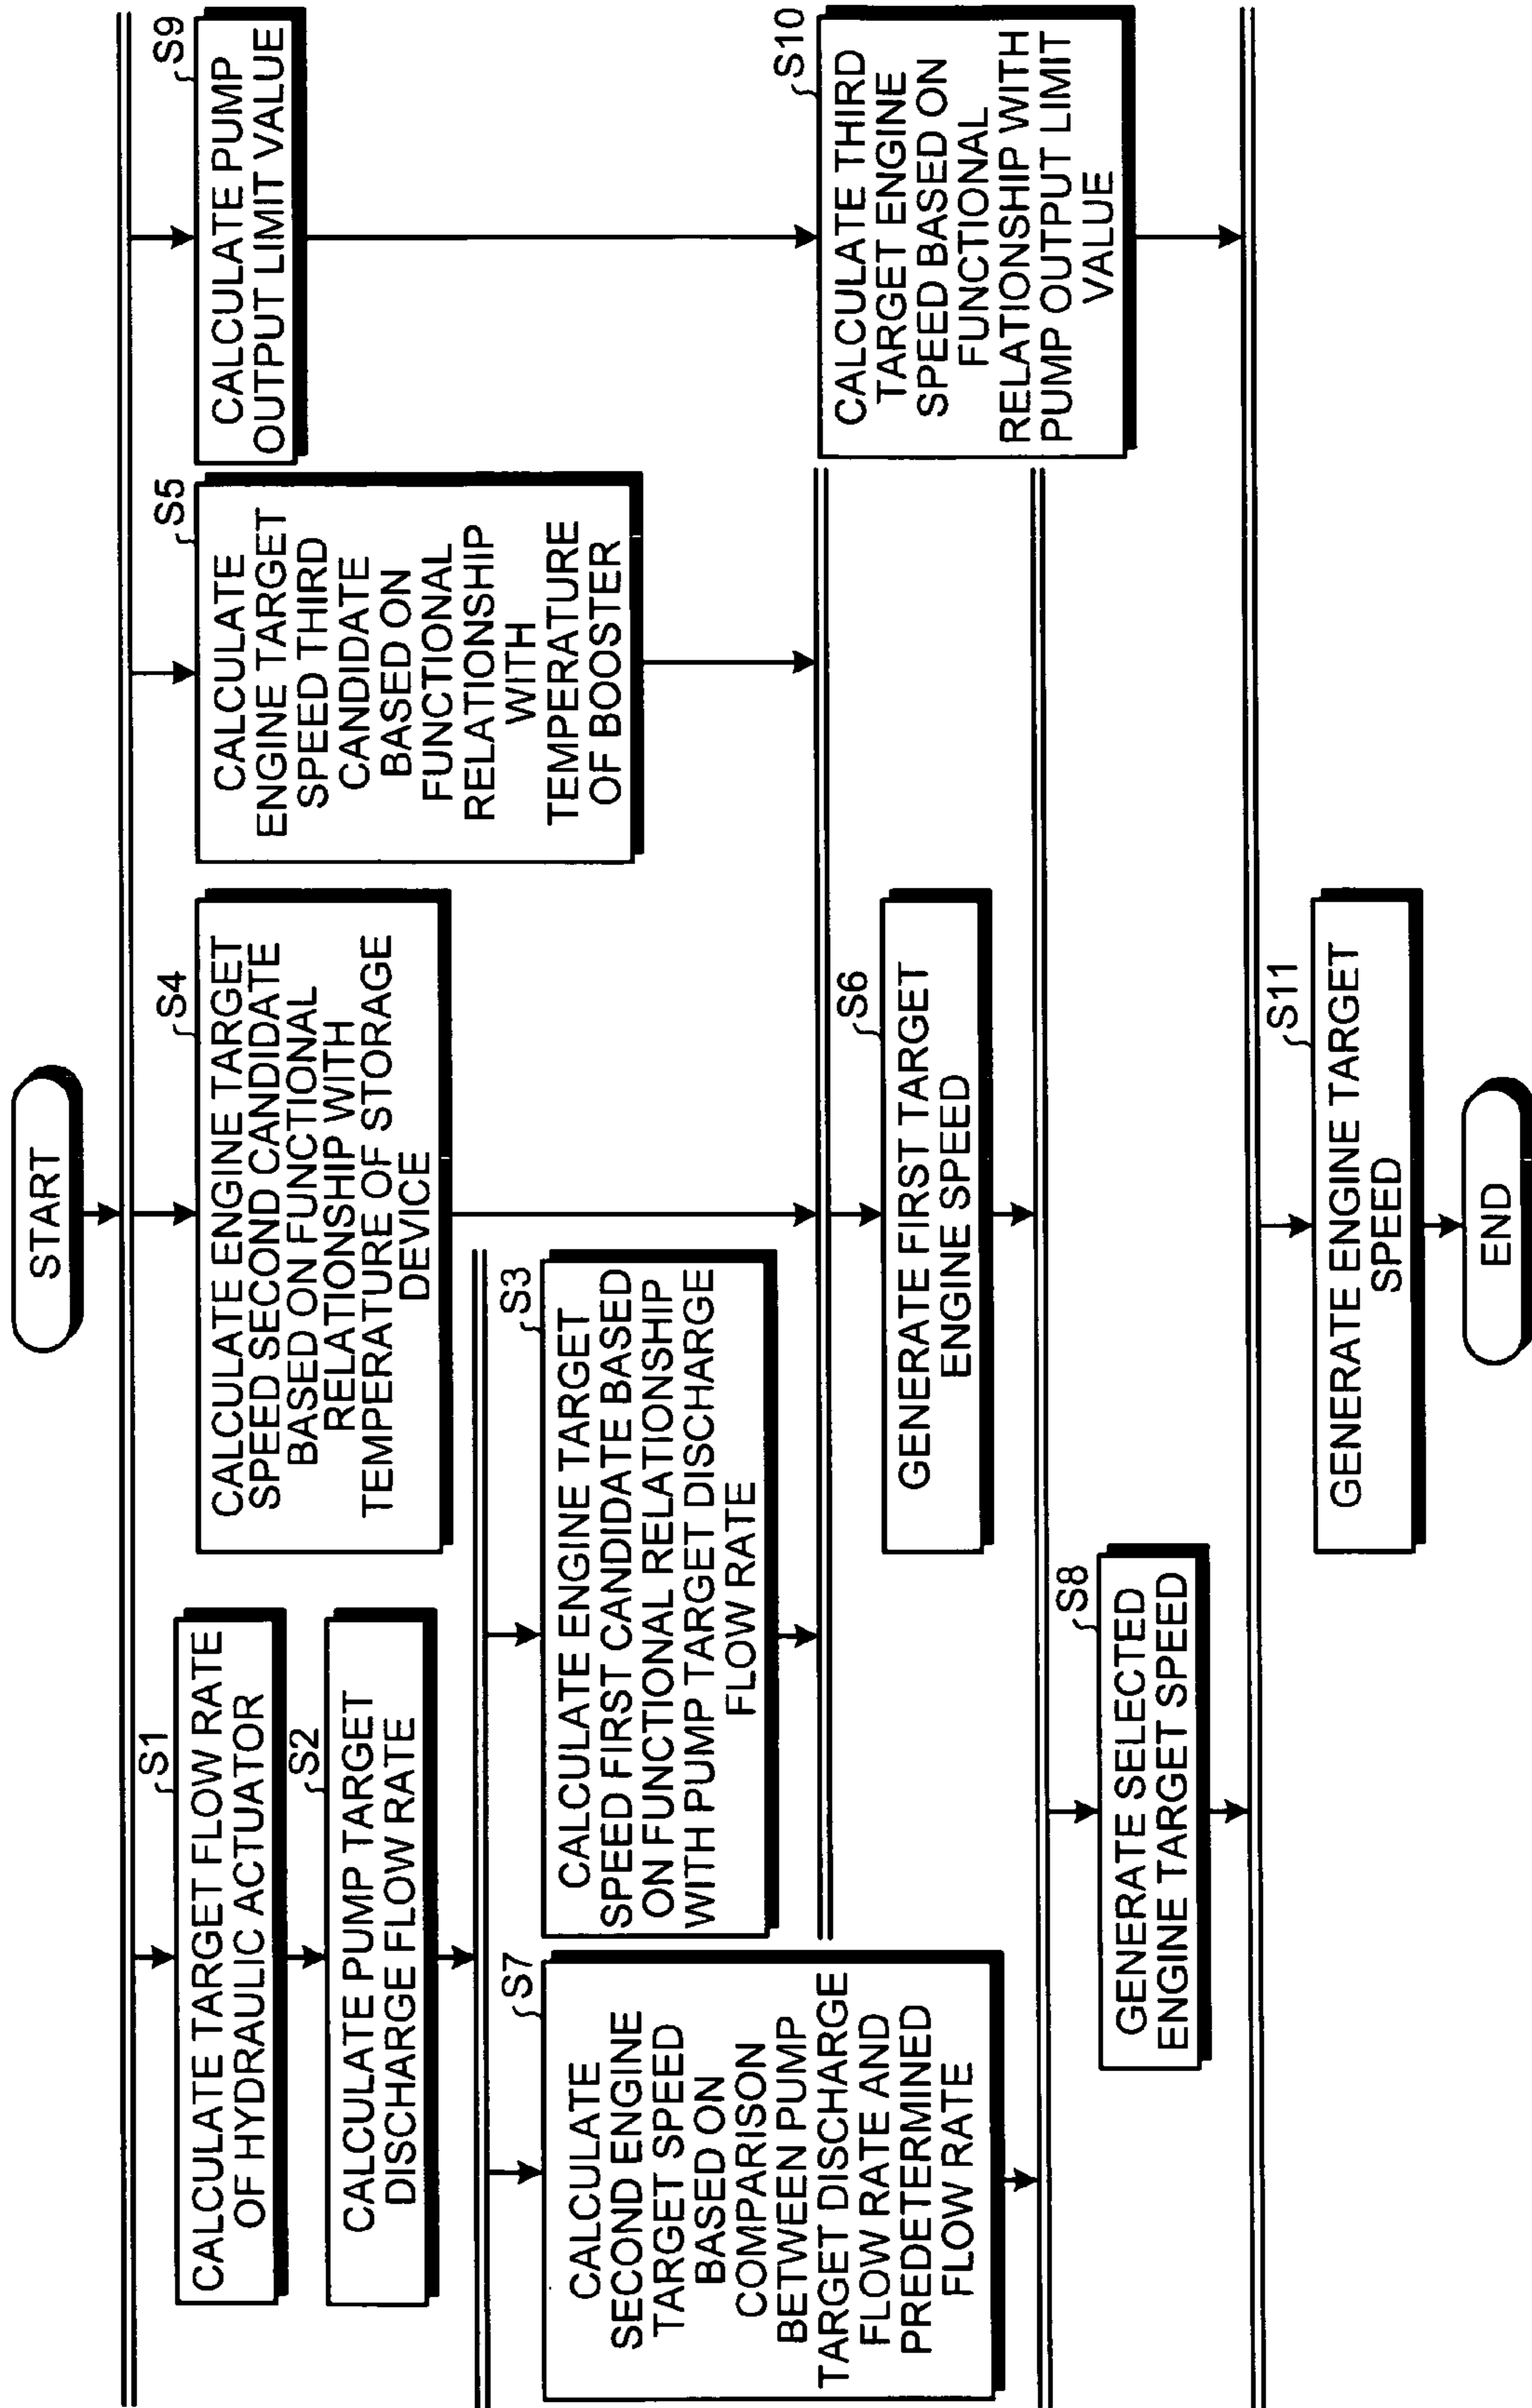 START
S1
CALCULATE TARGET FLOW RATE
OF HYDRAULIC ACTUATOR
S2
CALCULATE PUMP TARGET
DISCHARGE FLOW RATE
S4
CALCULATE ENGINE TARGET
SPEED SECOND CANDIDATE
BASED ON FUNCTIONAL
RELATIONSHIP WITH
TEMPERATURE OF STORAGE
DEVICE
S5
CALCULATE
ENGINE TARGET
SPEED THIRD
CANDIDATE
BASED ON
FUNCTIONAL
RELATIONSHIP
WITH
TEMPERATURE
OF BOOSTER
S9
CALCULATE PUMP
OUTPUT LIMIT VALUE
S7
CALCULATE
SECOND ENGINE
TARGET SPEED
BASED ON
COMPARISON
BETWEEN PUMP
TARGET DISCHARGE
FLOW RATE AND
PREDETERMINED
FLOW RATE
S3
CALCULATE ENGINE TARGET
SPEED FIRST CANDIDATE BASED
ON FUNCTIONAL RELATIONSHIP
WITH PUMP TARGET DISCHARGE
FLOW RATE
S6
GENERATE FIRST TARGET
ENGINE SPEED
S10
CALCULATE THIRD
TARGET ENGINE
SPEED BASED ON
FUNCTIONAL
RELATIONSHIP WITH
PUMP OUTPUT LIMIT
VALUE
S8
GENERATE SELECTED
ENGINE TARGET SPEED
S11
GENERATE ENGINE TARGET
SPEED
END